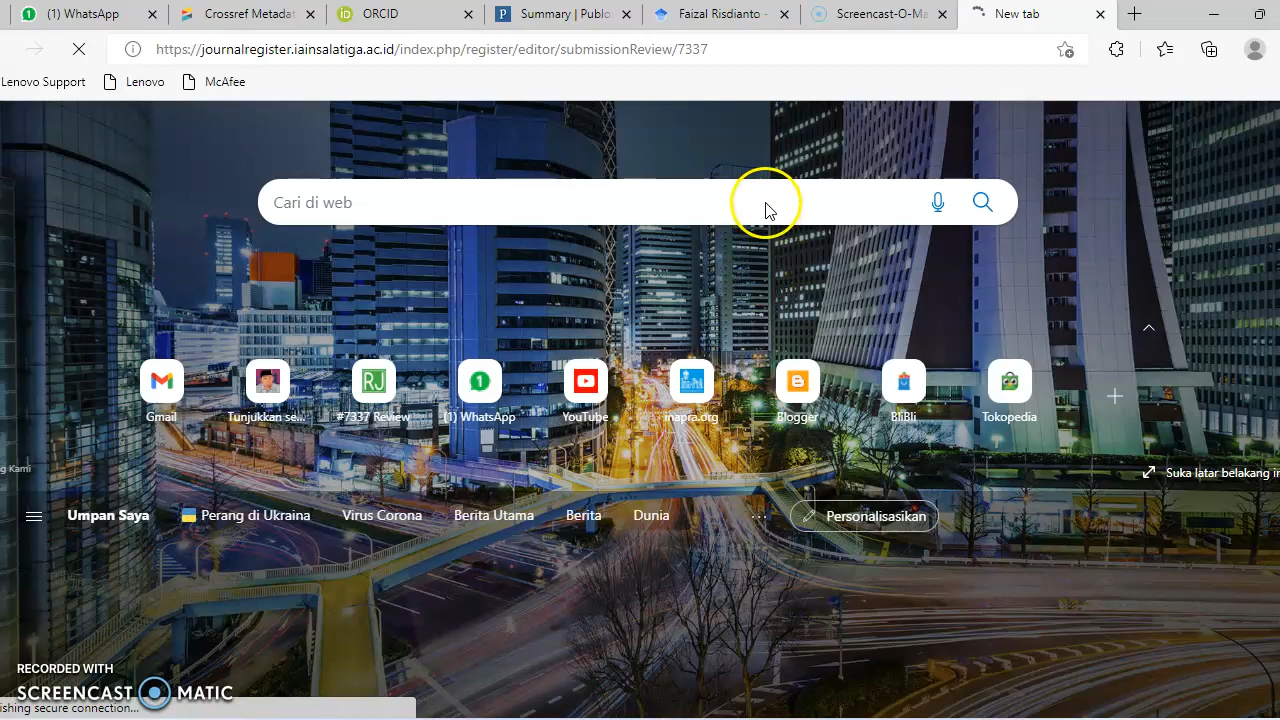 (1) WhatsApp
Crossref Metadat
ORCID
Summary | Publo
Faizal Risdianto -
Screencast-O-Ma
New tab
https://journalregister.iainsalatiga.ac.id/index.php/register/editor/submissionReview/7337
Lenovo Support
Lenovo
McAfee
Cari di web
Gmail
Tunjukkan se...
#7337 Review
(1) WhatsApp
YouTube
inapra.org
Blogger
BliBli
Tokopedia
g Kami
Suka latar belakang in
Umpan Saya
Perang di Ukraina
Virus Corona
Berita Utama
Berita
Dunia
...
Personalisasikan
RECORDED WITH
SCREENCAST MATIC
ishing secure connection...